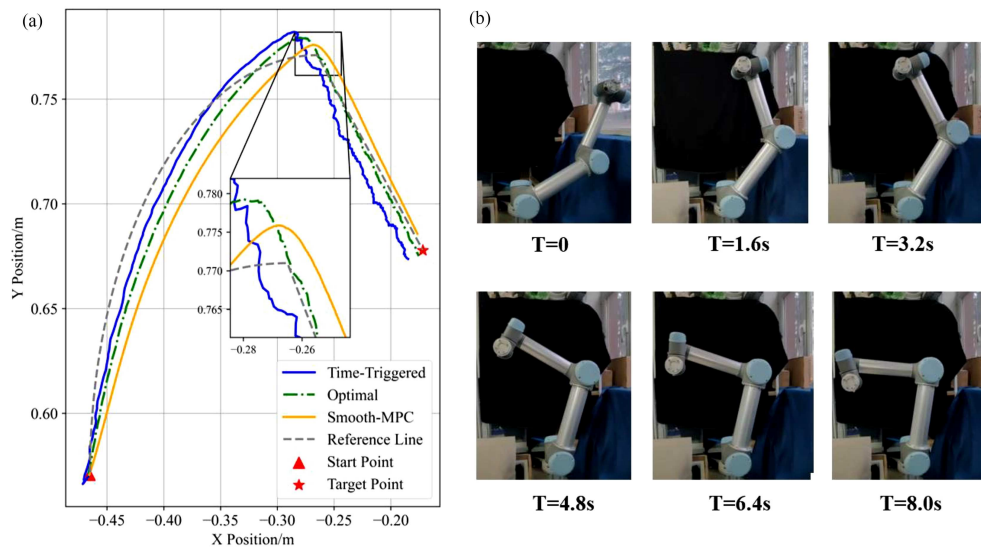 (a)
0.75
0.70
0.65
0.60
Y Position/m
−0.45
−0.40
−0.35
−0.30
−0.25
−0.20
X Position/m
0.780
0.775
0.770
0.765
−0.28
−0.26
Time-Triggered
Optimal
Smooth-MPC
Reference Line
Start Point
Target Point
(b)
T=0
T=1.6s
T=3.2s
T=4.8s
T=6.4s
T=8.0s